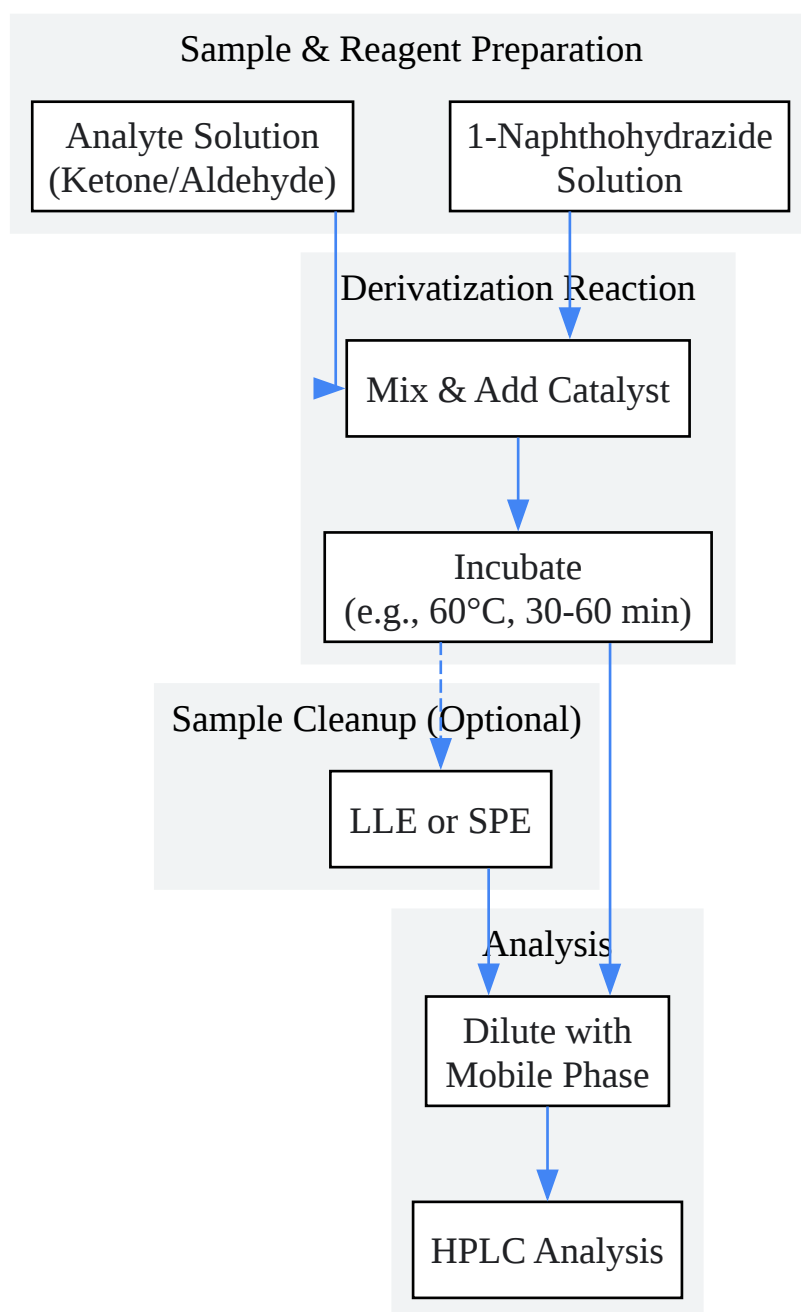 Sample & Reagent Preparation
Analyte Solution
(Ketone/Aldehyde)
1-Naphthohydrazide
Solution
Derivatization Reaction
Mix & Add Catalyst
Incubate
(e.g., 60°C, 30-60 min)
Sample Cleanup (Optional)
LLE or SPE
Analysis
Dilute with
Mobile Phase
HPLC Analysis